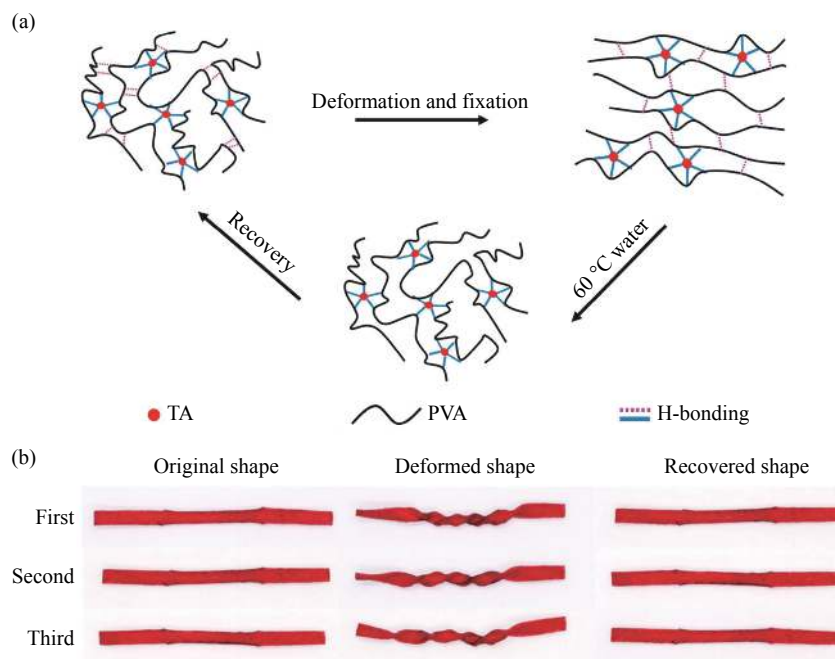 (a)
Deformation and fixation
Recovery
60 °C water
TA
PVA
H-bonding
(b)
Original shape
Deformed shape
Recovered shape
First
Second
Third